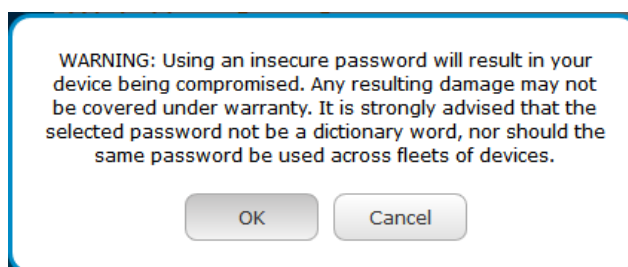 WARNING: Using an insecure password will result in your
device being compromised. Any resulting damage may not
be covered under warranty. It is strongly advised that the
selected password not be a dictionary word, nor should the
same password be used across fleets of devices.
OK
Cancel